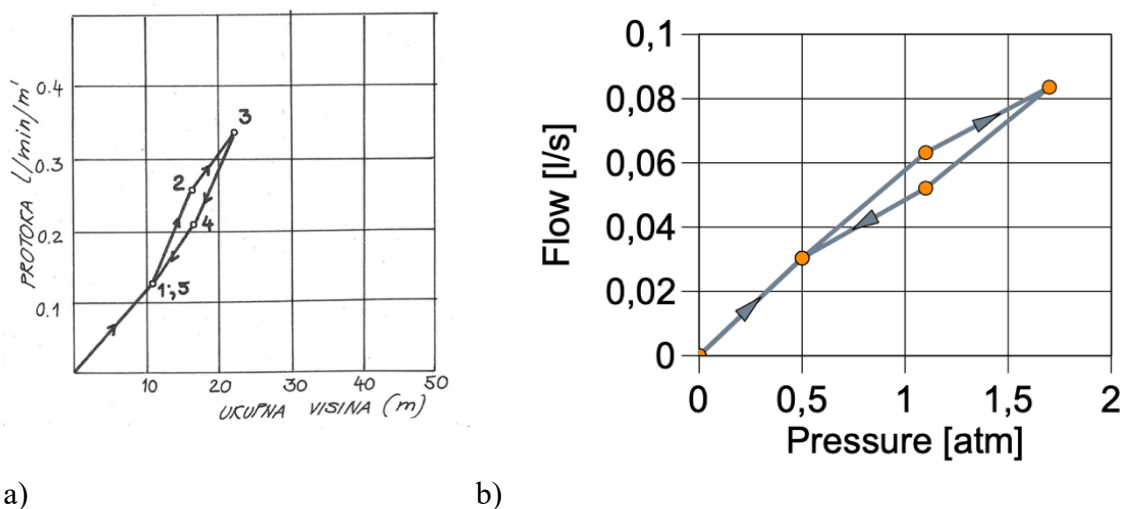 0.4
0.3
0.2
0.1
PROTOKA l/min/m'
3
2
4
1;5
10 20 30 40 50
UKUPNA VISINA (m)
a)
0,1
0,08
0,06
0,04
0,02
0
Flow [l/s]
0 0,5 1 1,5 2
Pressure [atm]
b)